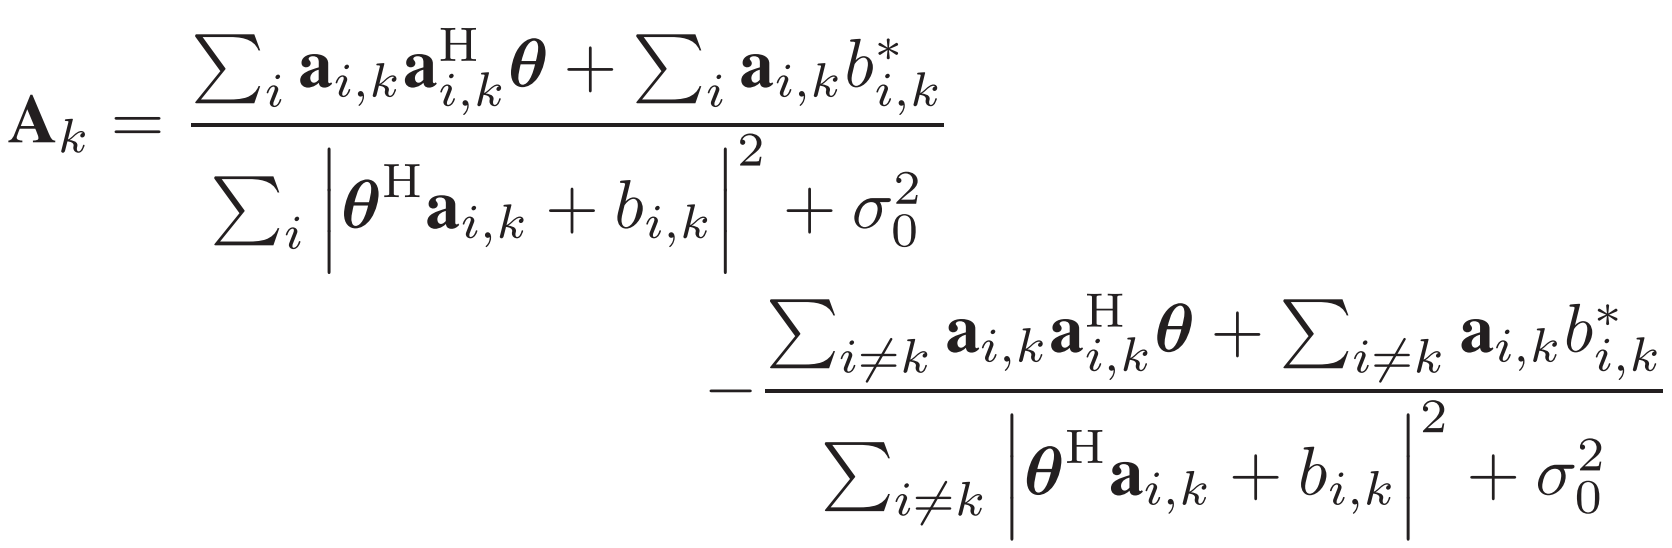 \mathbf{A}_k = \frac{\sum_i \mathbf{a}_{i,k} \mathbf{a}_{i,k}^{\mathrm{H}} \boldsymbol{\theta} + \sum_i \mathbf{a}_{i,k} b_{i,k}^*}{\sum_i \left| \boldsymbol{\theta}^{\mathrm{H}} \mathbf{a}_{i,k} + b_{i,k} \right|^2 + \sigma_0^2}
- \frac{\sum_{i \neq k} \mathbf{a}_{i,k} \mathbf{a}_{i,k}^{\mathrm{H}} \boldsymbol{\theta} + \sum_{i \neq k} \mathbf{a}_{i,k} b_{i,k}^*}{\sum_{i \neq k} \left| \boldsymbol{\theta}^{\mathrm{H}} \mathbf{a}_{i,k} + b_{i,k} \right|^2 + \sigma_0^2}